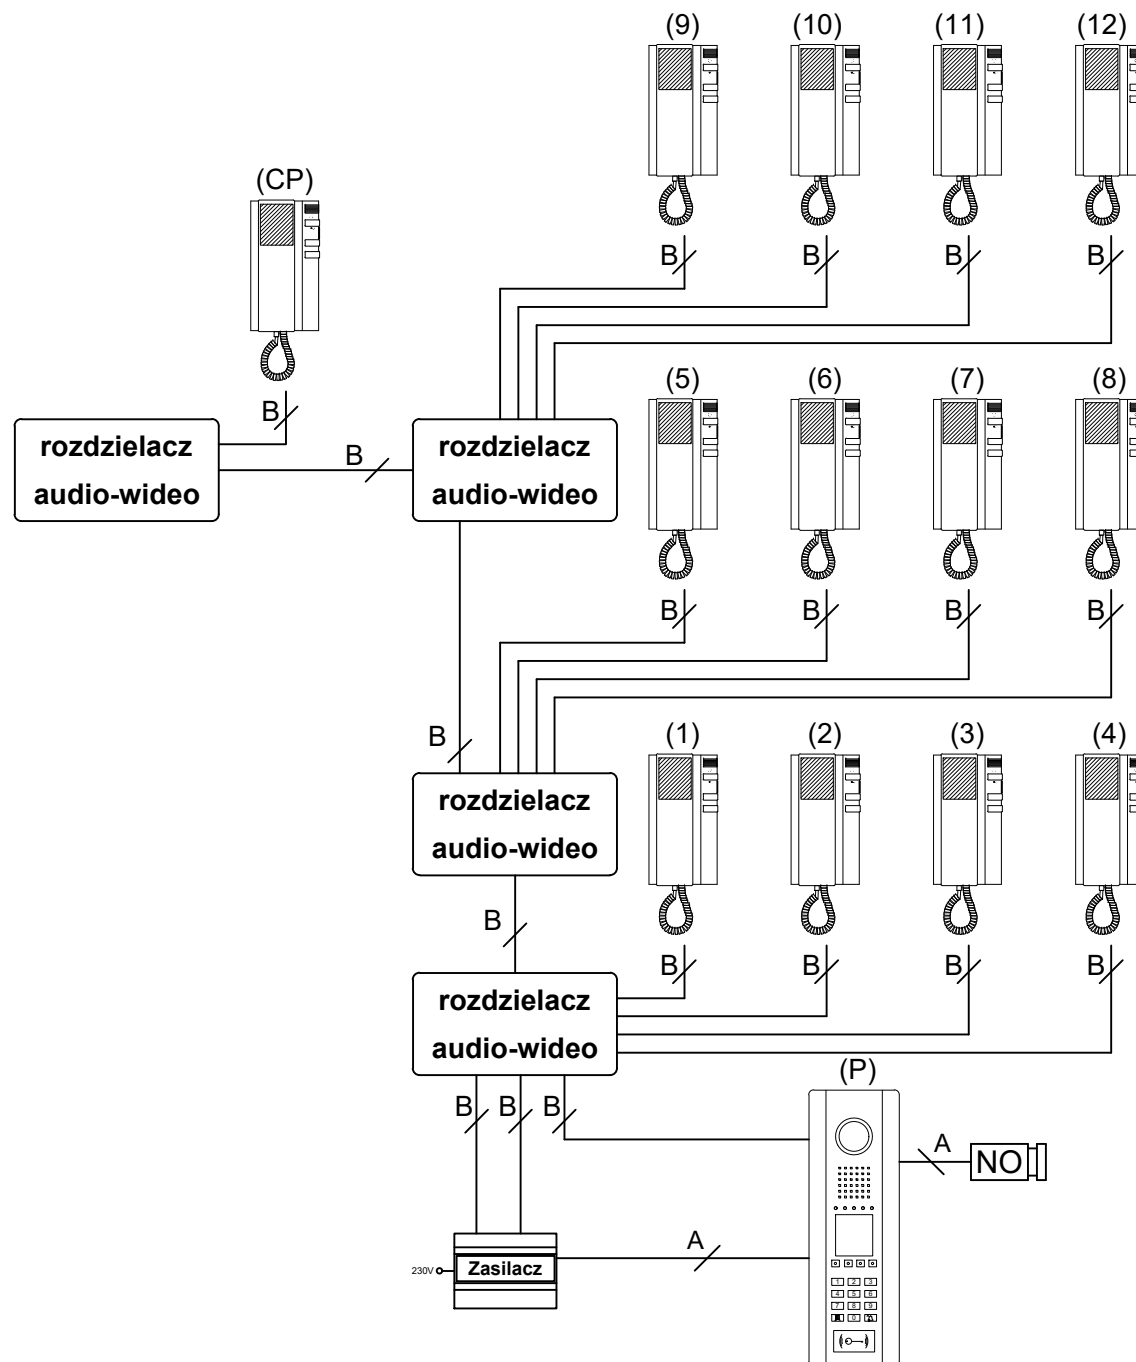 (9) (10) (11) (12)
(CP)
B B B B
B
(5) (6) (7) (8)
rozdzielacz
audio-wideo
B
rozdzielacz
audio-wideo
B B B B
B
(1) (2) (3) (4)
rozdzielacz
audio-wideo
B
B B B B
rozdzielacz
audio-wideo
B B B
(P)
A
NO
A
230V
Zasilacz
1 2 3
4 5 6
7 8 9
0